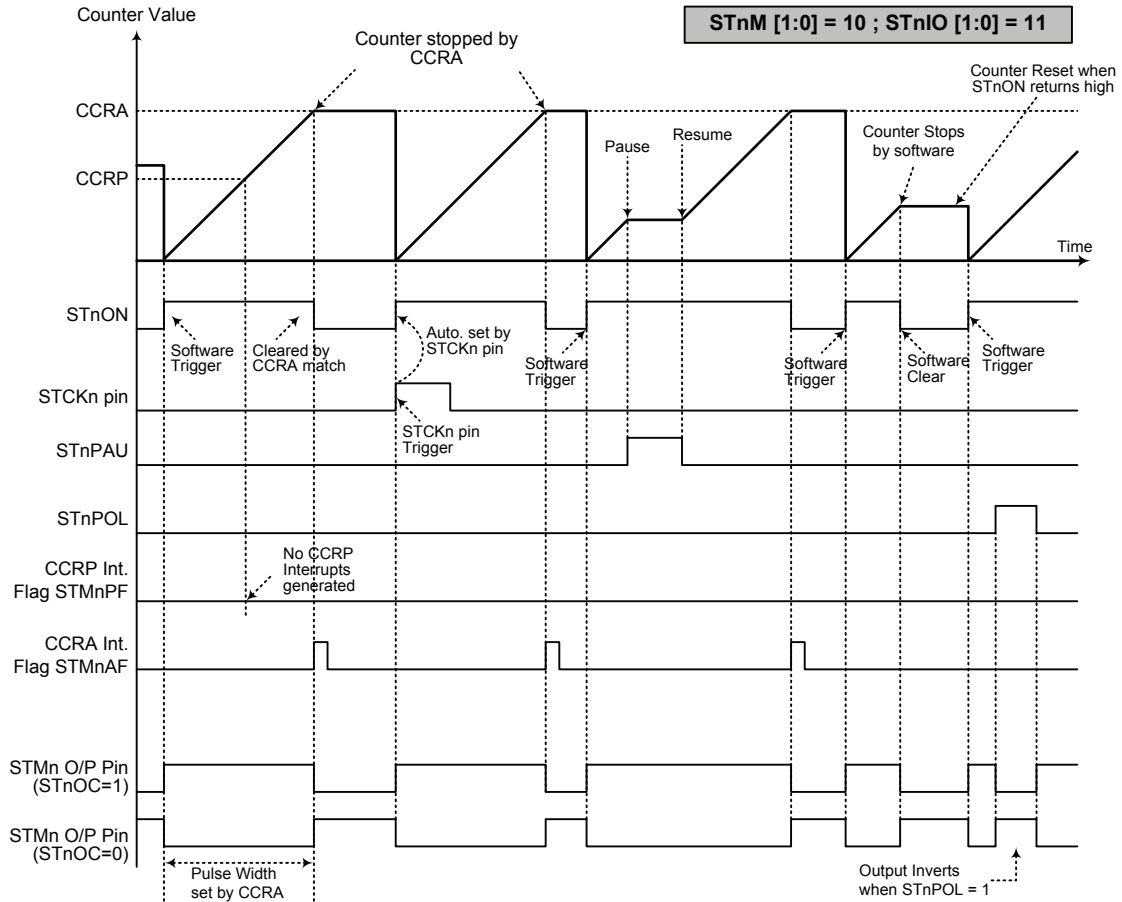 Counter Value
STnM [1:0] = 10 ; STnIO [1:0] = 11
Counter stopped by
CCRA
Counter Reset when
STnON returns high
CCRA
Pause
Resume
Counter Stops
by software
CCRP
Time
STnON
Software
Trigger
Cleared by
CCRA match
Auto. set by
STCKn pin
Software
Trigger
Software
Trigger
Software
Clear
Software
Trigger
STCKn pin
STCKn pin
Trigger
STnPAU
STnPOL
No CCRP
Interrupts
generated
CCRP Int.
Flag STMnPF
CCRA Int.
Flag STMnAF
STMn O/P Pin
(STnOC=1)
STMn O/P Pin
(STnOC=0)
Pulse Width
set by CCRA
Output Inverts
when STnPOL = 1